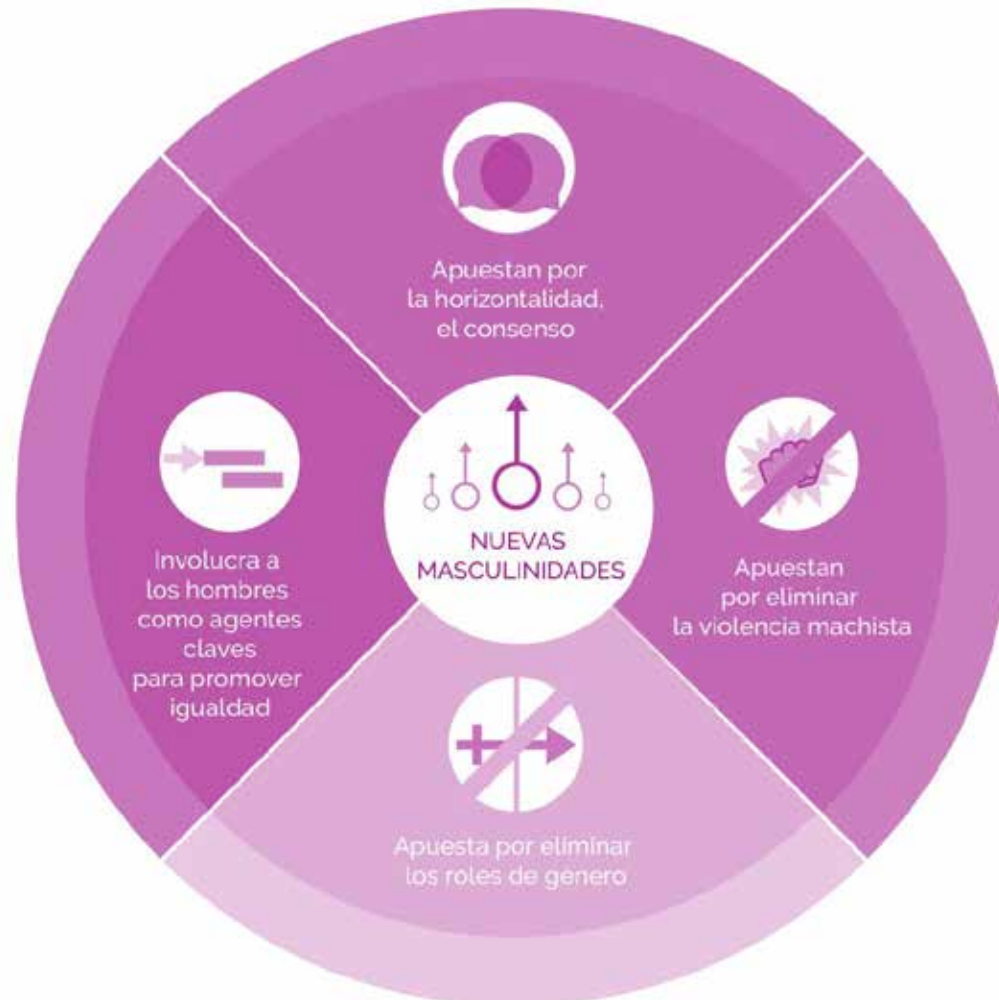 Apuestan por
la horizontalidad,
el consenso
Involucra a
los hombres
como agentes
claves
para promover
igualdad
NUEVAS
MASCULINIDADES
Apuestan
por eliminar
la violencia machista
Apuesta por eliminar
los roles de género